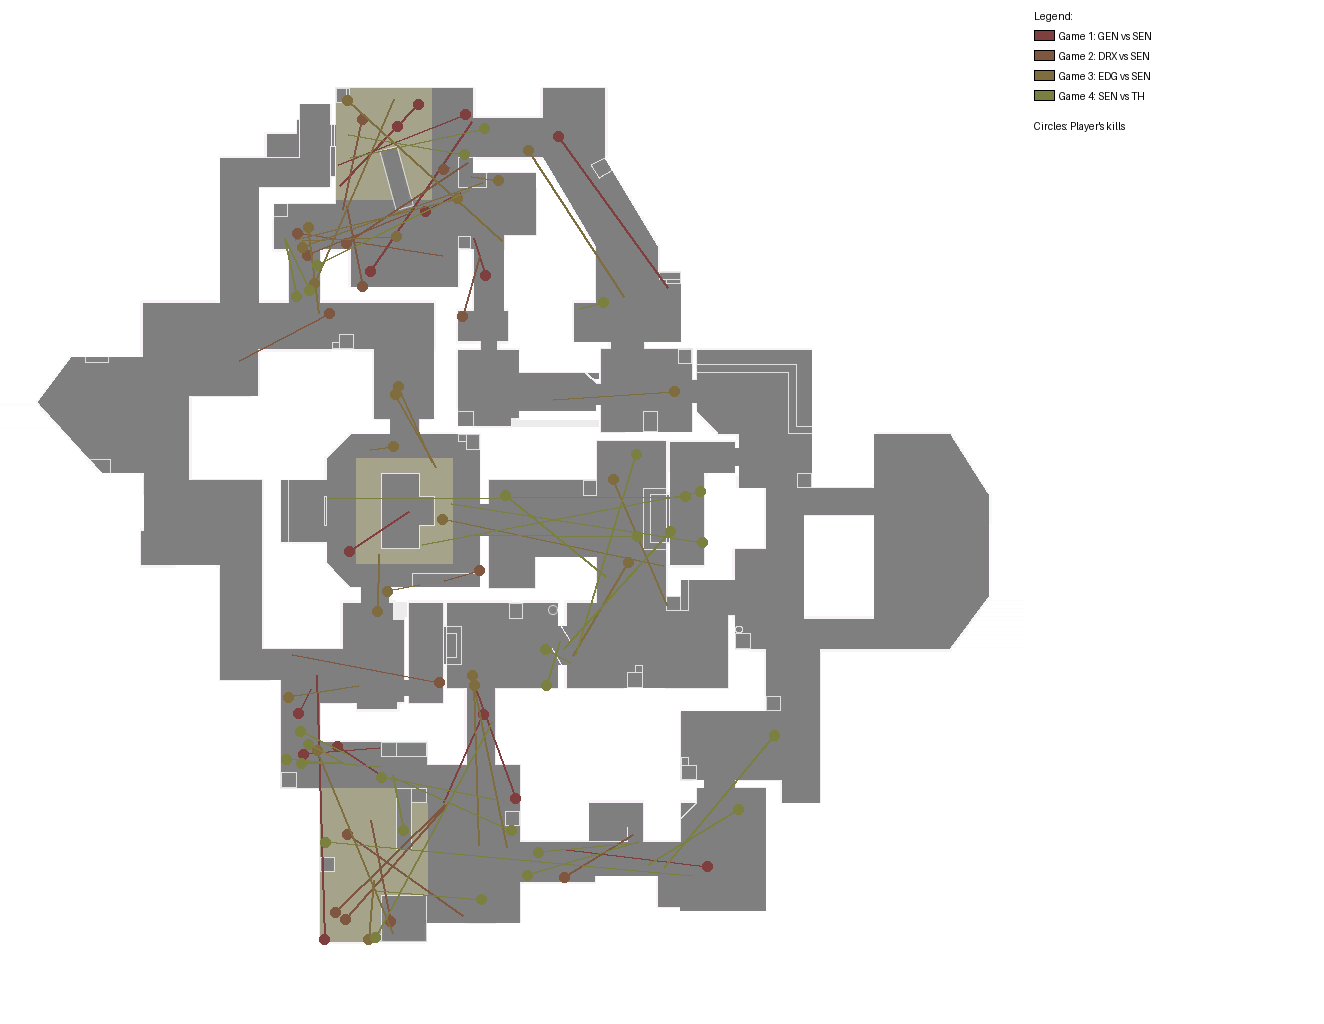 Legend:
Game 1: GEN vs SEN
Game 2: DRX vs SEN
Game 3: EDG vs SEN
Game 4: SEN vs TH
Circles: Player's kills